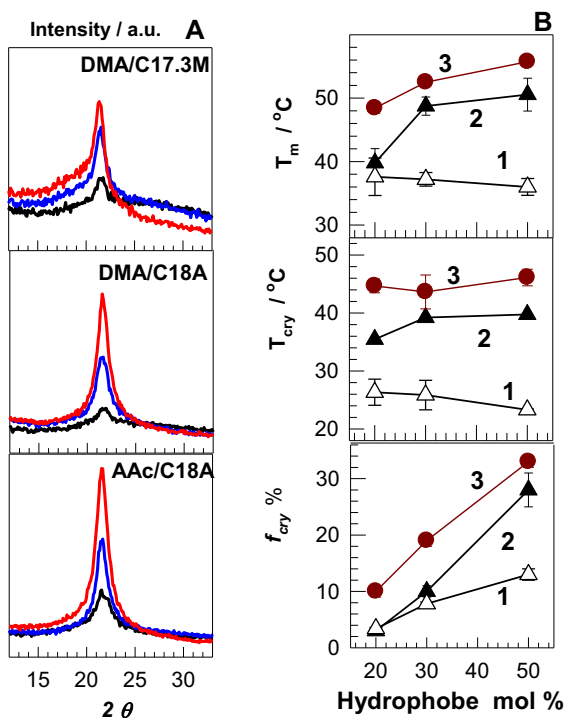 Intensity / a.u. A
DMA/C17.3M
DMA/C18A
AAc/C18A
15 20 25 30
2 θ
B
T_m / °C
50
40
30
3
2
1
T_cry / °C
50
40
30
20
3
2
1
f_cry %
30
20
10
0
3
2
1
20 30 40 50
Hydrophobe mol %